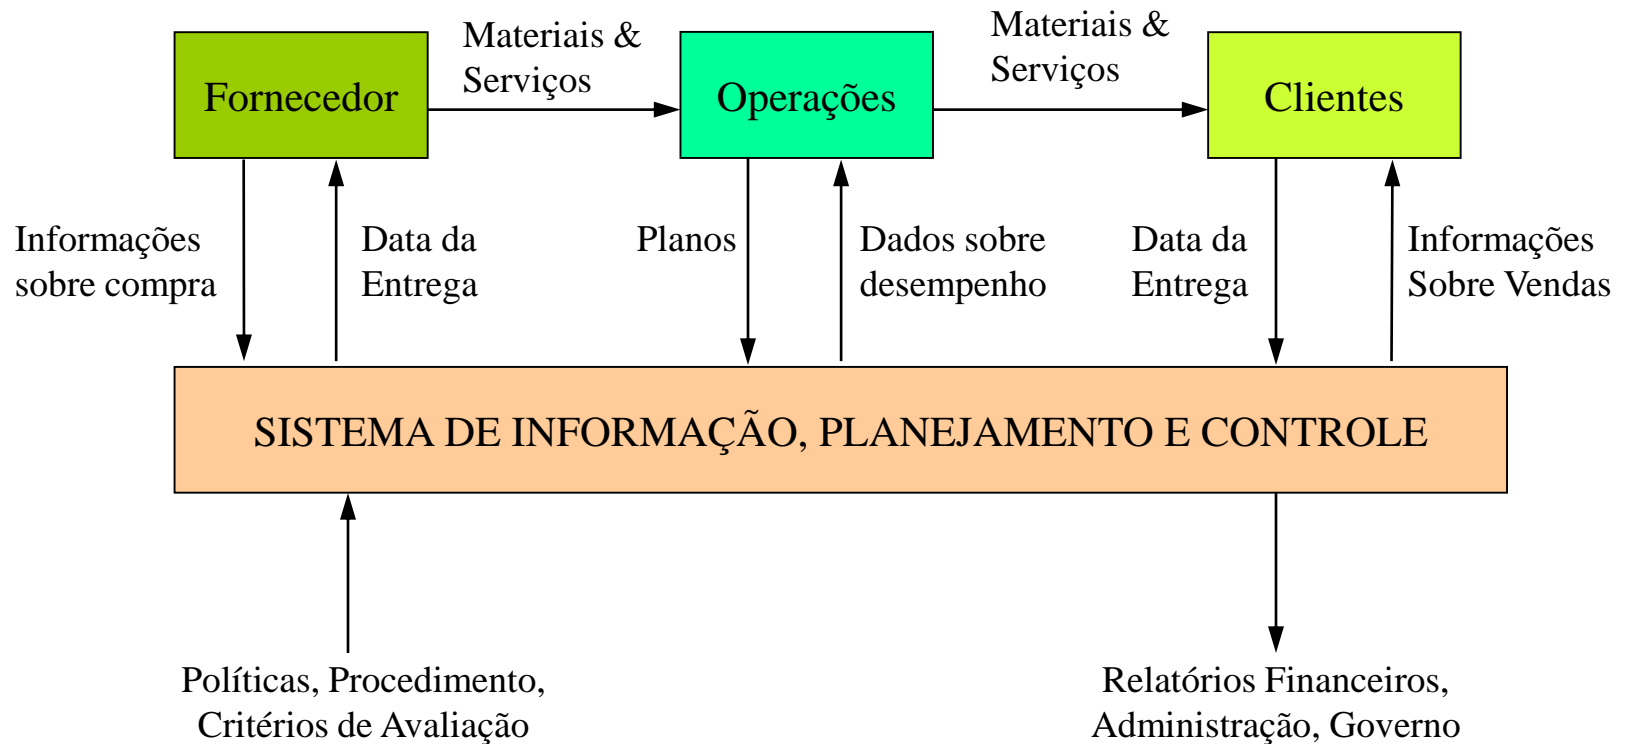 Materiais &
Serviços
Materiais &
Serviços
Fornecedor
Operações
Clientes
Informações
sobre compra
Data da
Entrega
Planos
Dados sobre
desempenho
Data da
Entrega
Informações
Sobre Vendas
SISTEMA DE INFORMAÇÃO, PLANEJAMENTO E CONTROLE
Políticas, Procedimento,
Critérios de Avaliação
Relatórios Financeiros,
Administração, Governo